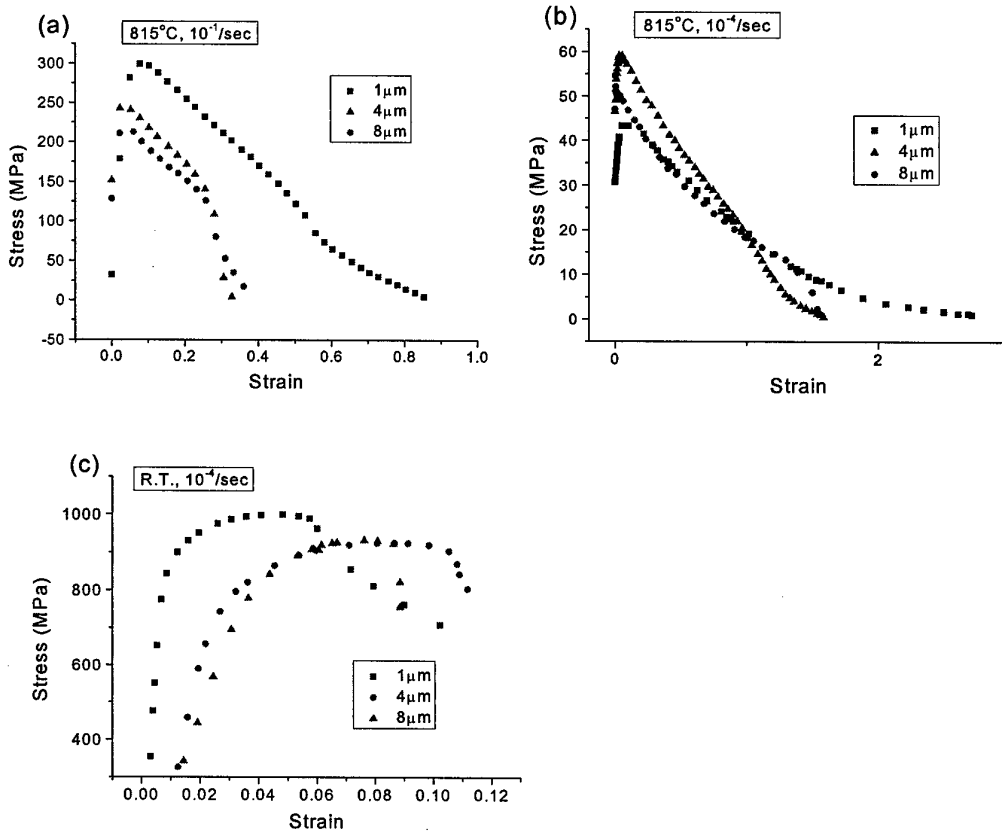 (a)
815°C, 10⁻¹/sec
1μm
4μm
8μm
300
250
200
150
100
50
0
-50
0.0
0.2
0.4
0.6
0.8
1.0
Stress (MPa)
Strain
(b)
815°C, 10⁻⁴/sec
1μm
4μm
8μm
60
50
40
30
20
10
0
0
2
Stress (MPa)
Strain
(c)
R.T., 10⁻⁴/sec
1μm
4μm
8μm
1000
800
600
400
0.00
0.02
0.04
0.06
0.08
0.10
0.12
Stress (MPa)
Strain